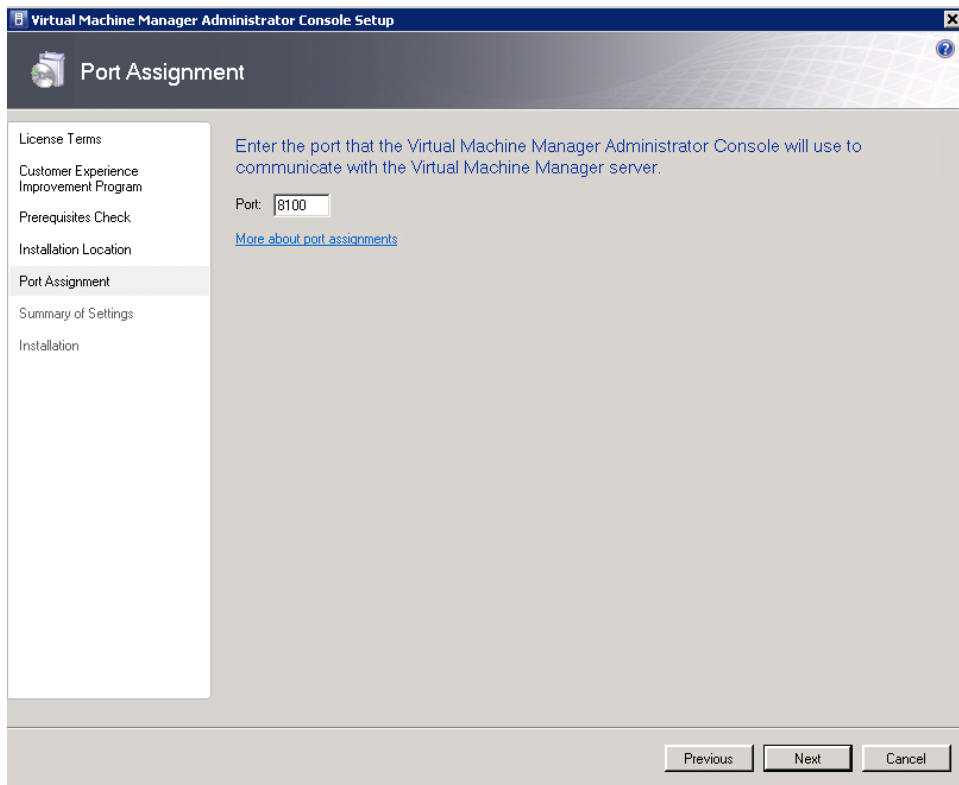 Virtual Machine Manager Administrator Console Setup
Port Assignment
License Terms
Customer Experience
Improvement Program
Prerequisites Check
Installation Location
Port Assignment
Summary of Settings
Installation
Enter the port that the Virtual Machine Manager Administrator Console will use to
communicate with the Virtual Machine Manager server.
Port: 8100
More about port assignments
Previous Next Cancel